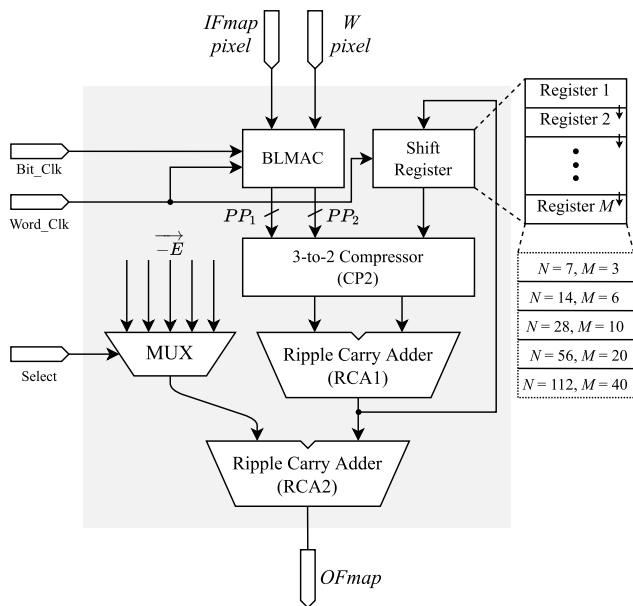 IFmap
pixel
W
pixel
Bit_Clk
Word_Clk
BLMAC
Shift
Register
Register 1
Register 2
Register M
PP1
PP2
-E
3-to-2 Compressor
(CP2)
N = 7, M = 3
N = 14, M = 6
N = 28, M = 10
N = 56, M = 20
N = 112, M = 40
MUX
Select
Ripple Carry Adder
(RCA1)
Ripple Carry Adder
(RCA2)
OFmap